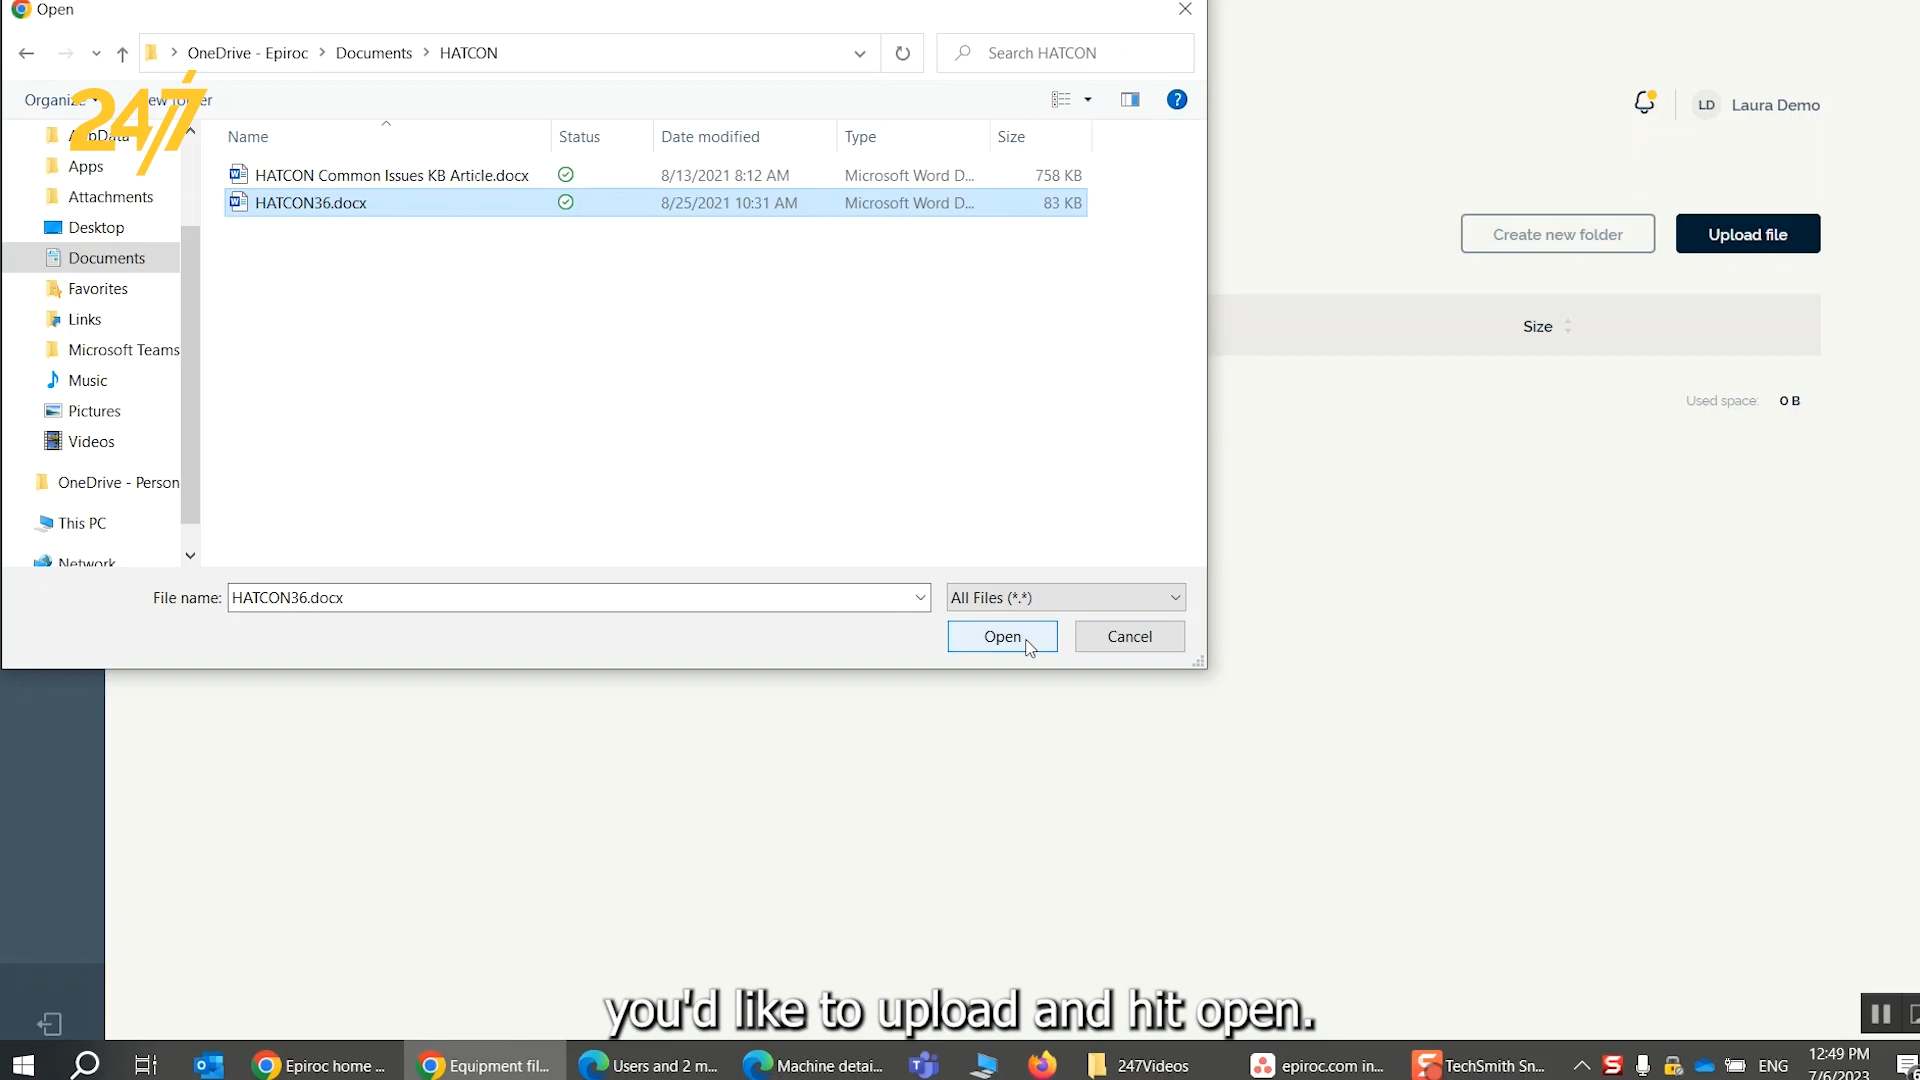 Open
OneDrive - Epiroc > Documents > HATCON
Search HATCON
Organize
247
Name
Status
Date modified
Type
Size
HATCON Common Issues KB Article.docx 8/13/2021 8:12 AM Microsoft Word D... 758 KB
HATCON36.docx 8/25/2021 10:31 AM Microsoft Word D... 83 KB
AppData
Apps
Attachments
Desktop
Documents
Favorites
Links
Microsoft Teams
Music
Pictures
Videos
OneDrive - Person
This PC
Network
File name: HATCON36.docx
All Files (*.*)
Open
Cancel
LD Laura Demo
Create new folder
Upload file
Size
Used space: 0 B
you'd like to upload and hit open.
Epiroc home ...
Equipment fil...
Users and 2 m...
Machine detai...
247Videos
epiroc.com in...
TechSmith Sn...
ENG
12:49 PM
7/6/2023